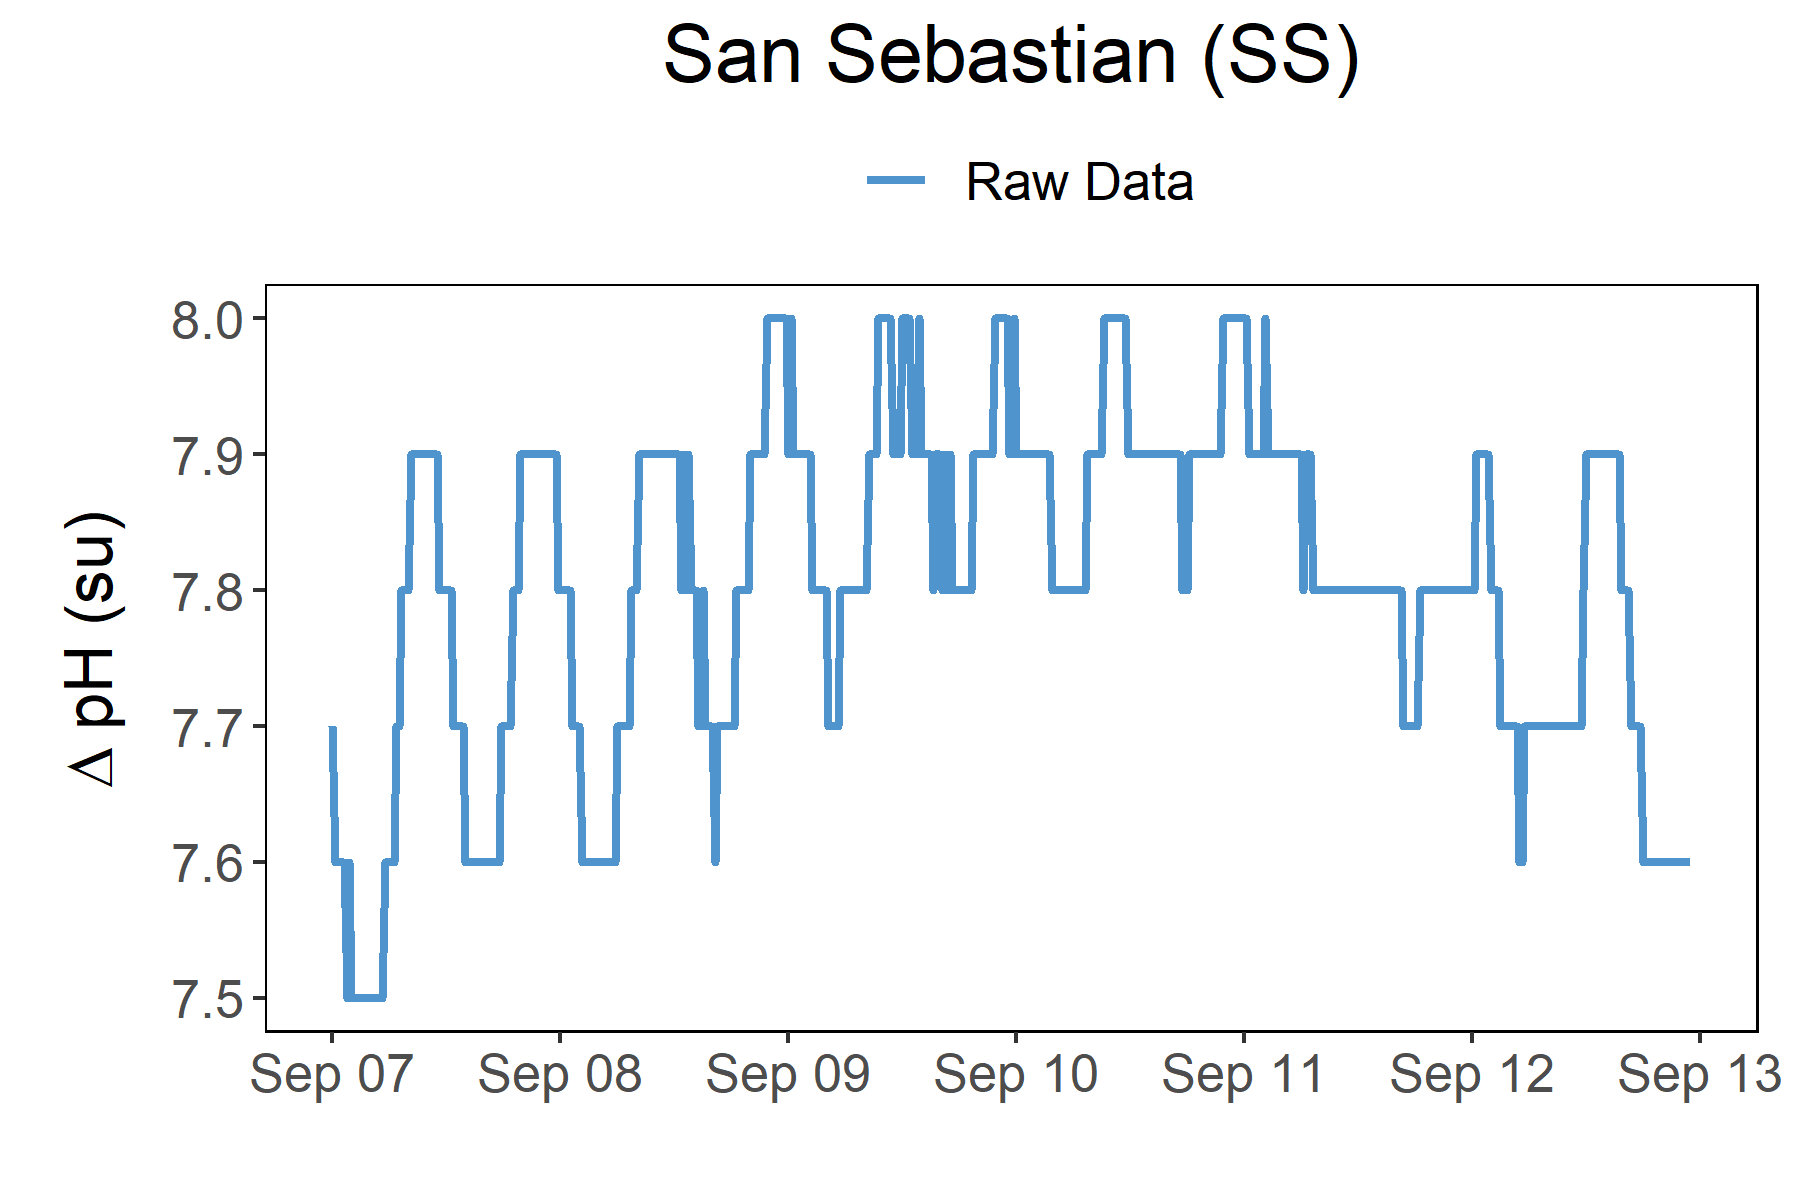 San Sebastian (SS)
Raw Data
Δ pH (su)
8.0
7.9
7.8
7.7
7.6
7.5
Sep 07 Sep 08 Sep 09 Sep 10 Sep 11 Sep 12 Sep 13